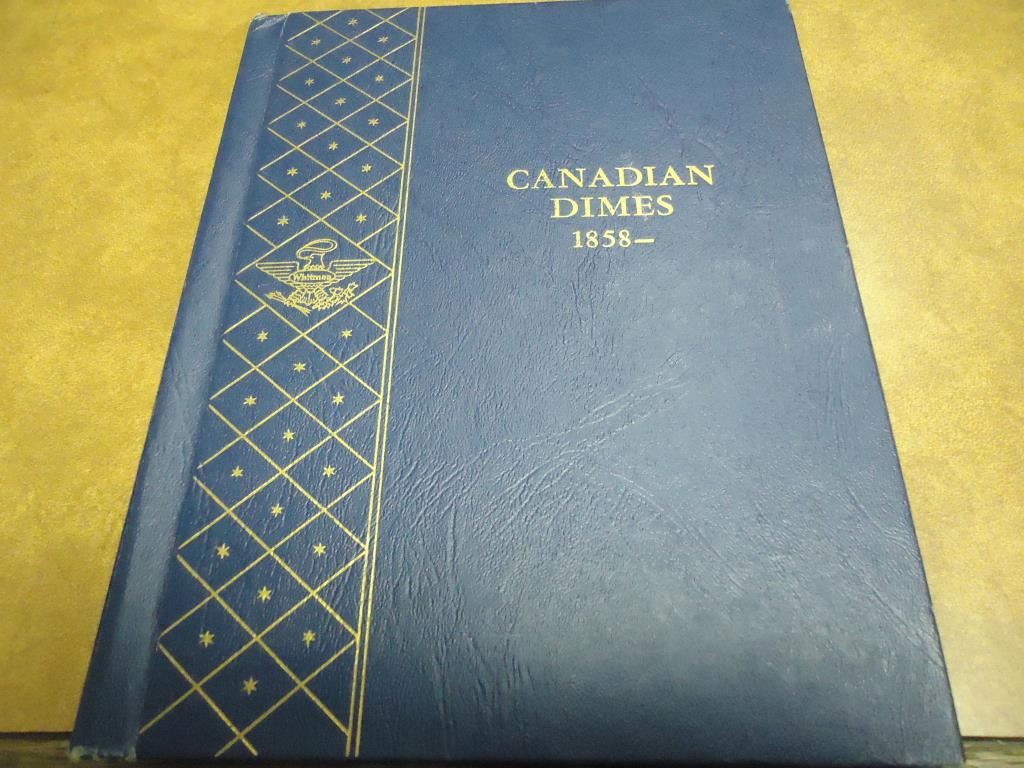 CANADIAN
DIMES
1858—
Whitman